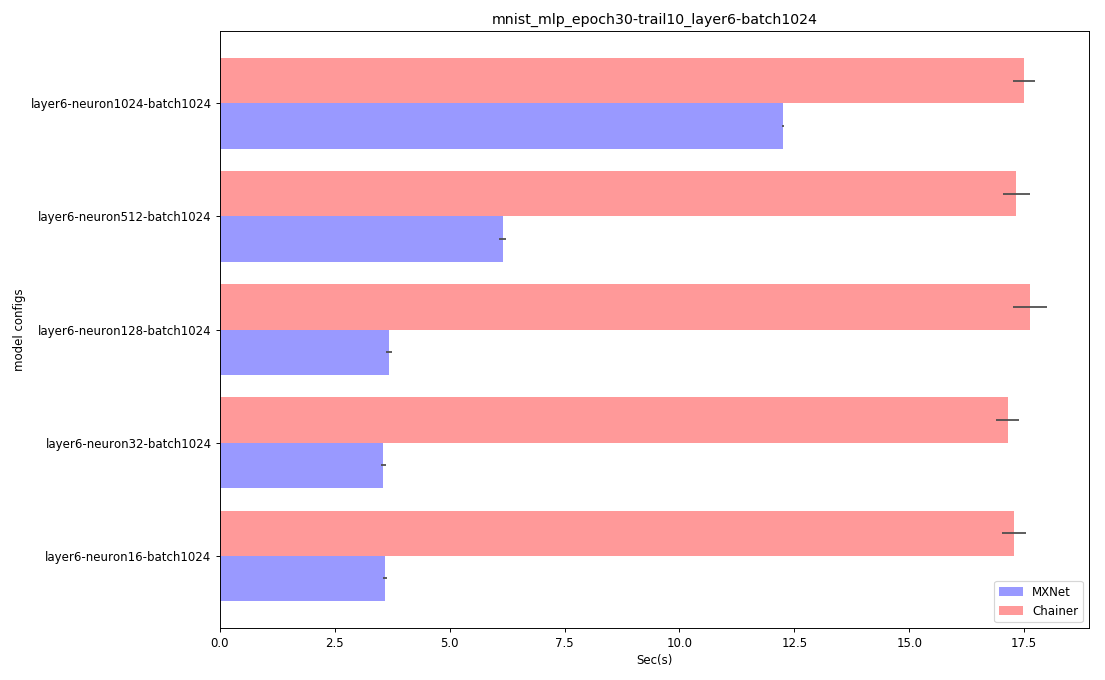 mnist_mlp_epoch30-trail10_layer6-batch1024
layer6-neuron1024-batch1024
layer6-neuron512-batch1024
layer6-neuron128-batch1024
layer6-neuron32-batch1024
layer6-neuron16-batch1024
model configs
MXNet
Chainer
0.0 2.5 5.0 7.5 10.0 12.5 15.0 17.5
Sec(s)